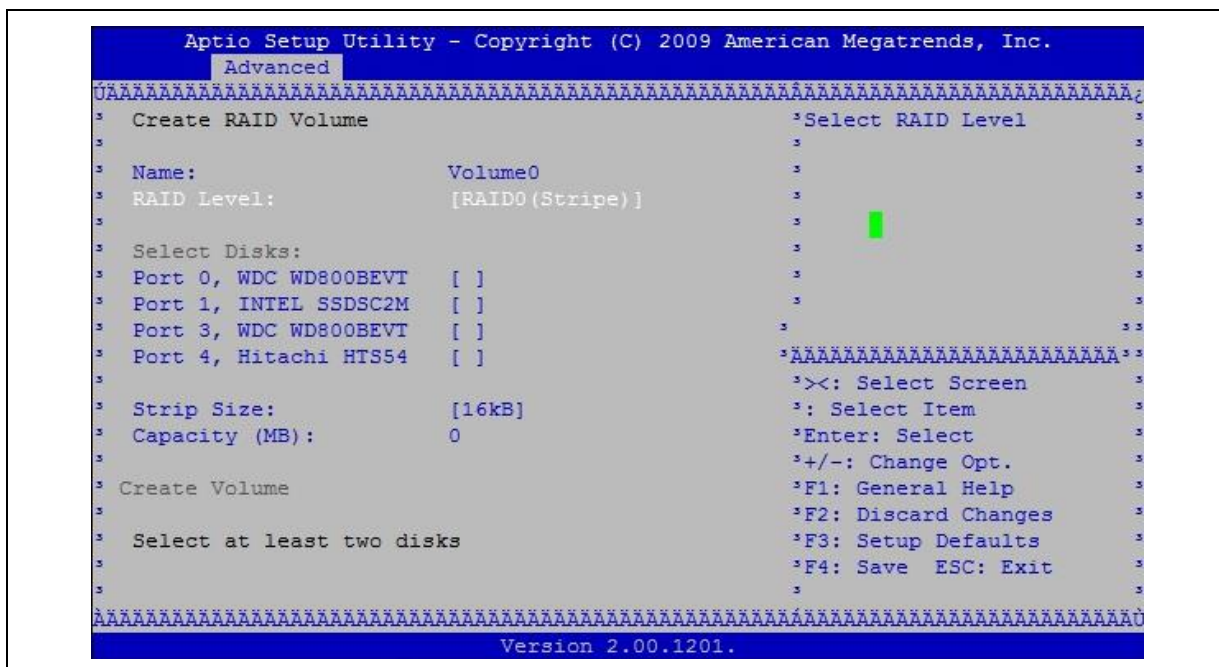 Aptio Setup Utility - Copyright (C) 2009 American Megatrends, Inc.
Advanced
Create RAID Volume
Name: Volume0
RAID Level: [RAID0(Stripe)]
Select Disks:
Port 0, WDC WD800BEVT [ ]
Port 1, INTEL SSDSC2M [ ]
Port 3, WDC WD800BEVT [ ]
Port 4, Hitachi HTS54 [ ]
Strip Size: [16kB]
Capacity (MB): 0
Create Volume
Select at least two disks
Select RAID Level
><: Select Screen
: Select Item
Enter: Select
+/-: Change Opt.
F1: General Help
F2: Discard Changes
F3: Setup Defaults
F4: Save ESC: Exit
Version 2.00.1201.